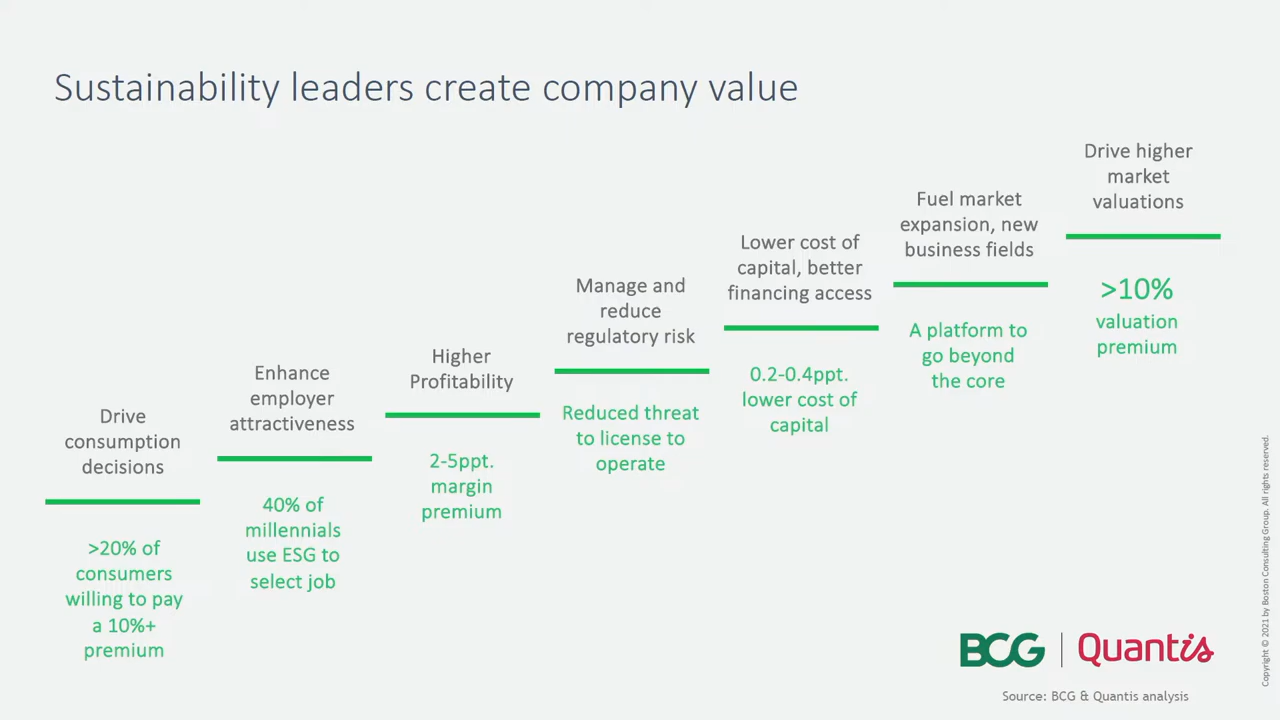 Sustainability leaders create company value
Drive
consumption
decisions
>20% of
consumers
willing to pay
a 10%+
premium
Enhance
employer
attractiveness
40% of
millennials
use ESG to
select job
Higher
Profitability
2-5ppt.
margin
premium
Manage and
reduce
regulatory risk
Reduced threat
to license to
operate
Lower cost of
capital, better
financing access
0.2-0.4ppt.
lower cost of
capital
Fuel market
expansion, new
business fields
A platform to
go beyond
the core
Drive higher
market
valuations
>10%
valuation
premium
BCG | Quantis
Source: BCG & Quantis analysis
Copyright © 2021 by Boston Consulting Group. All rights reserved.